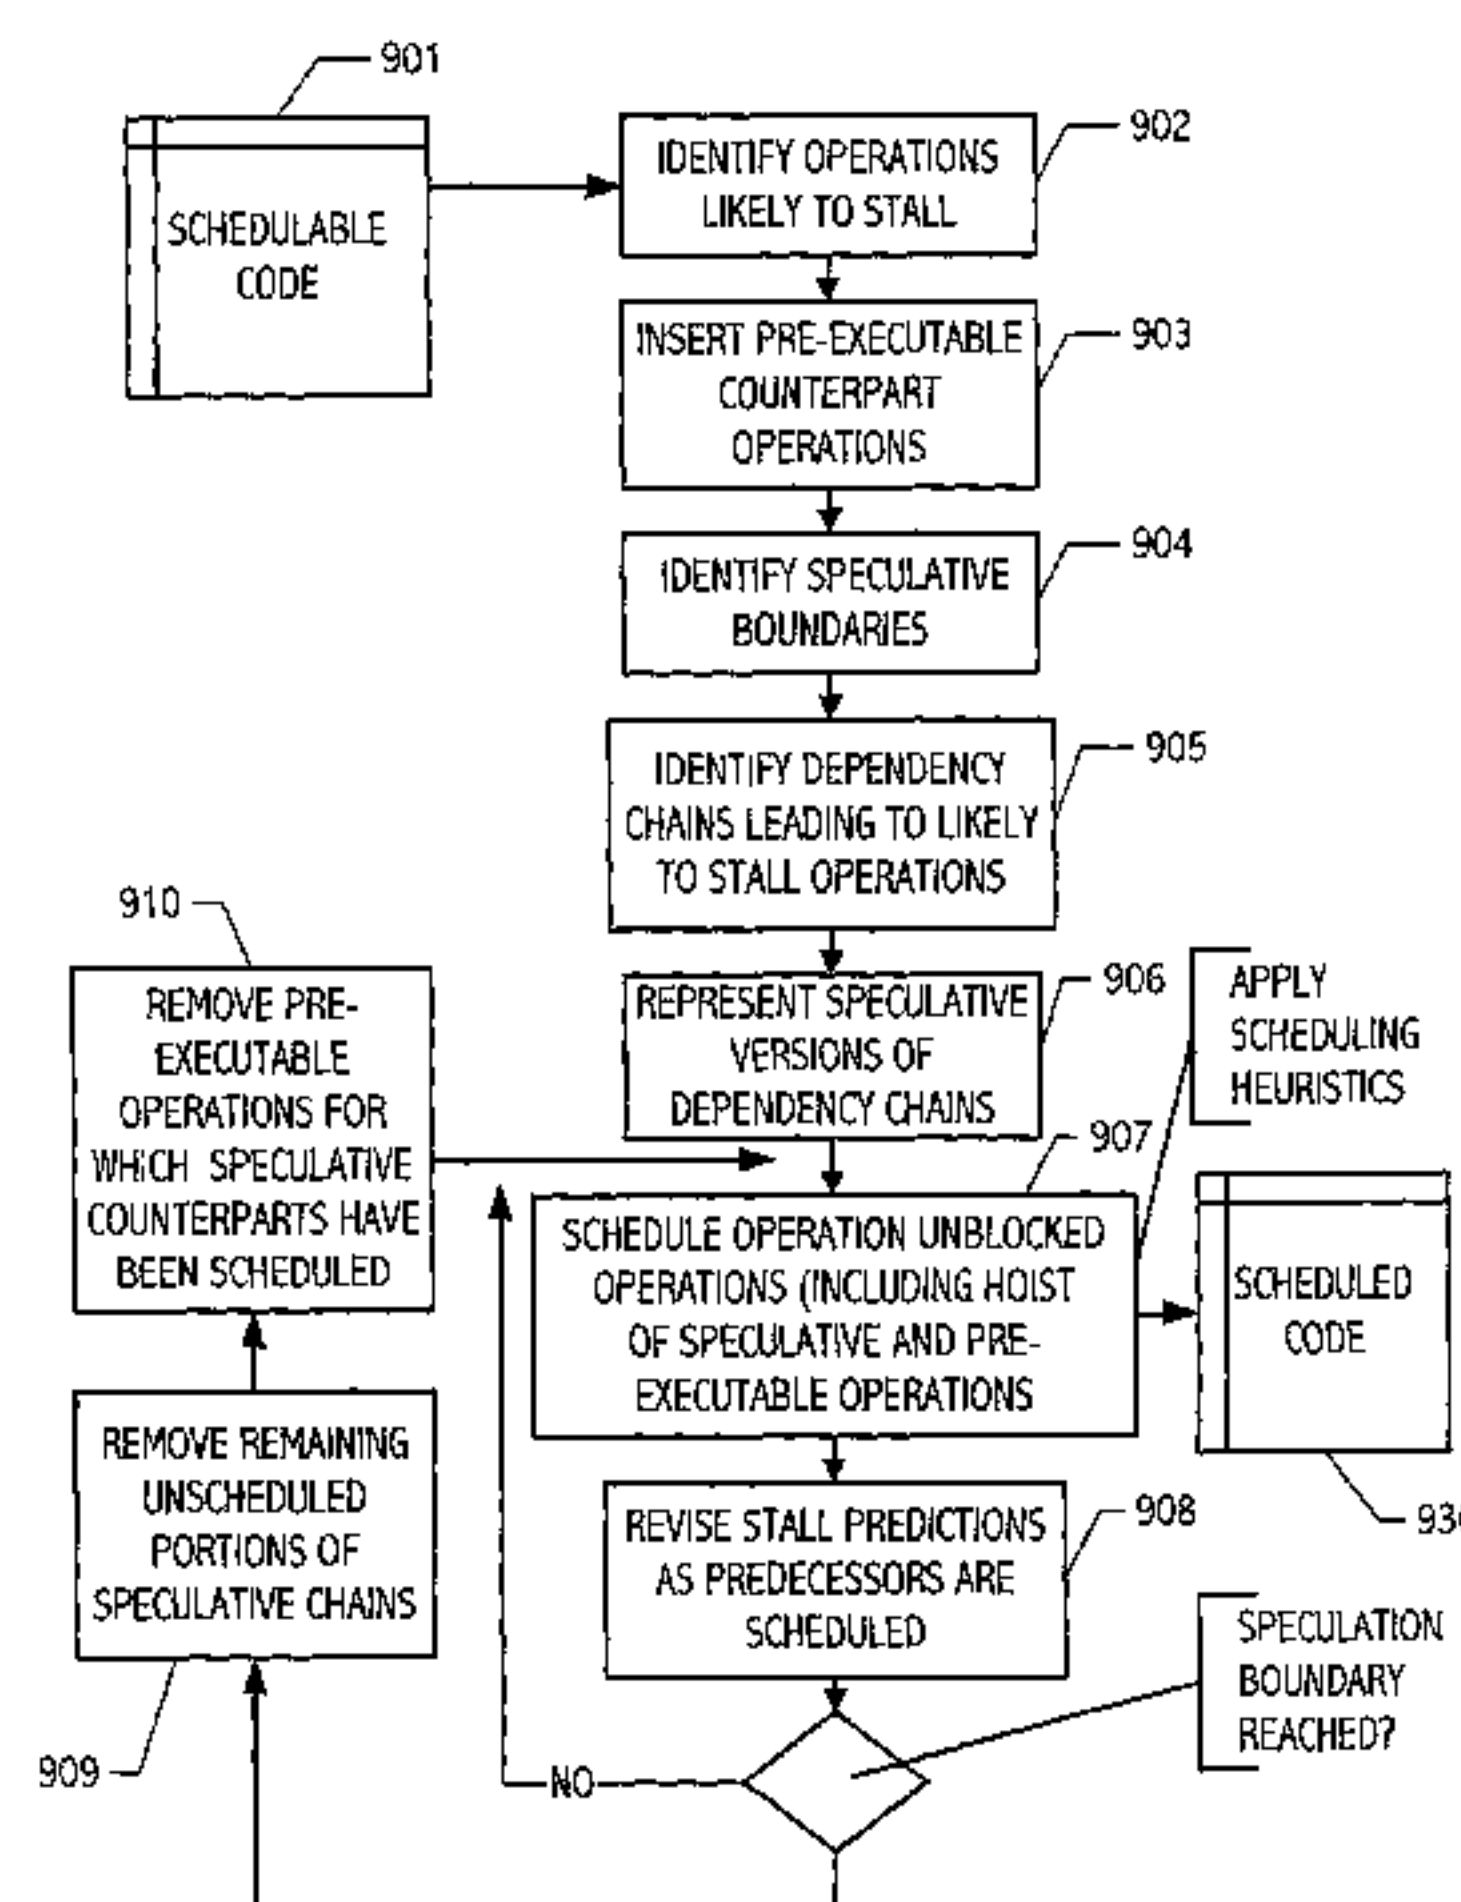 901
SCHEDULABLE
CODE
902
IDENTIFY OPERATIONS
LIKELY TO STALL
903
INSERT PRE-EXECUTABLE
COUNTERPART
OPERATIONS
904
IDENTIFY SPECULATIVE
BOUNDARIES
905
IDENTIFY DEPENDENCY
CHAINS LEADING TO LIKELY
TO STALL OPERATIONS
906
REPRESENT SPECULATIVE
VERSIONS OF
DEPENDENCY CHAINS
APPLY
SCHEDULING
HEURISTICS
910
REMOVE PRE-
EXECUTABLE
OPERATIONS FOR
WHICH SPECULATIVE
COUNTERPARTS HAVE
BEEN SCHEDULED
907
SCHEDULE OPERATION UNBLOCKED
OPERATIONS (INCLUDING HOIST
OF SPECULATIVE AND PRE-
EXECUTABLE OPERATIONS
SCHEDULED
CODE
REMOVE REMAINING
UNSCHEDULED
PORTIONS OF
SPECULATIVE CHAINS
909
908
REVISE STALL PREDICTIONS
AS PREDECESSORS ARE
SCHEDULED
SPECULATION
BOUNDARY
REACHED?
NO